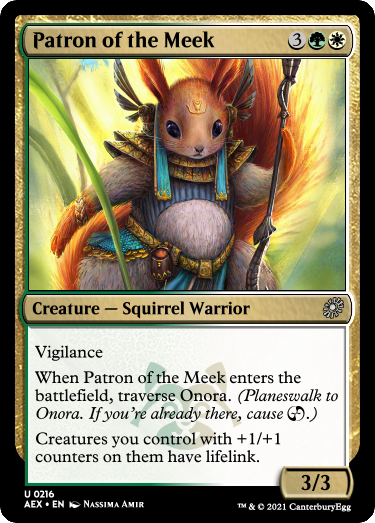 Patron of the Meek 3
Creature — Squirrel Warrior
Vigilance
When Patron of the Meek enters the
battlefield, traverse Onora. (Planeswalk to
Onora. If you're already there, cause .)
Creatures you control with +1/+1
counters on them have lifelink.
3/3
U 0216
AEX • EN Nassima Amir
™ & © 2021 CanterburyEgg